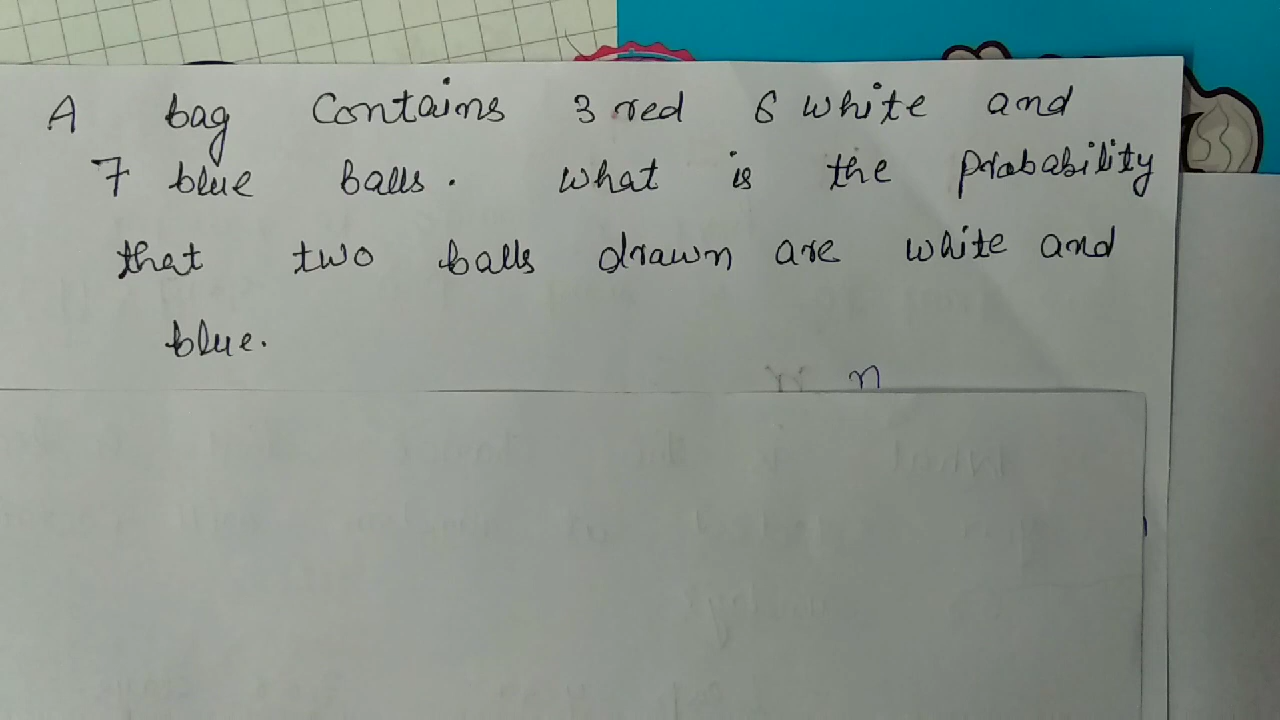 A bag Contains 3 red 6 white and
7 blue balls. What is the probability
that two balls drawn are white and
blue.
n